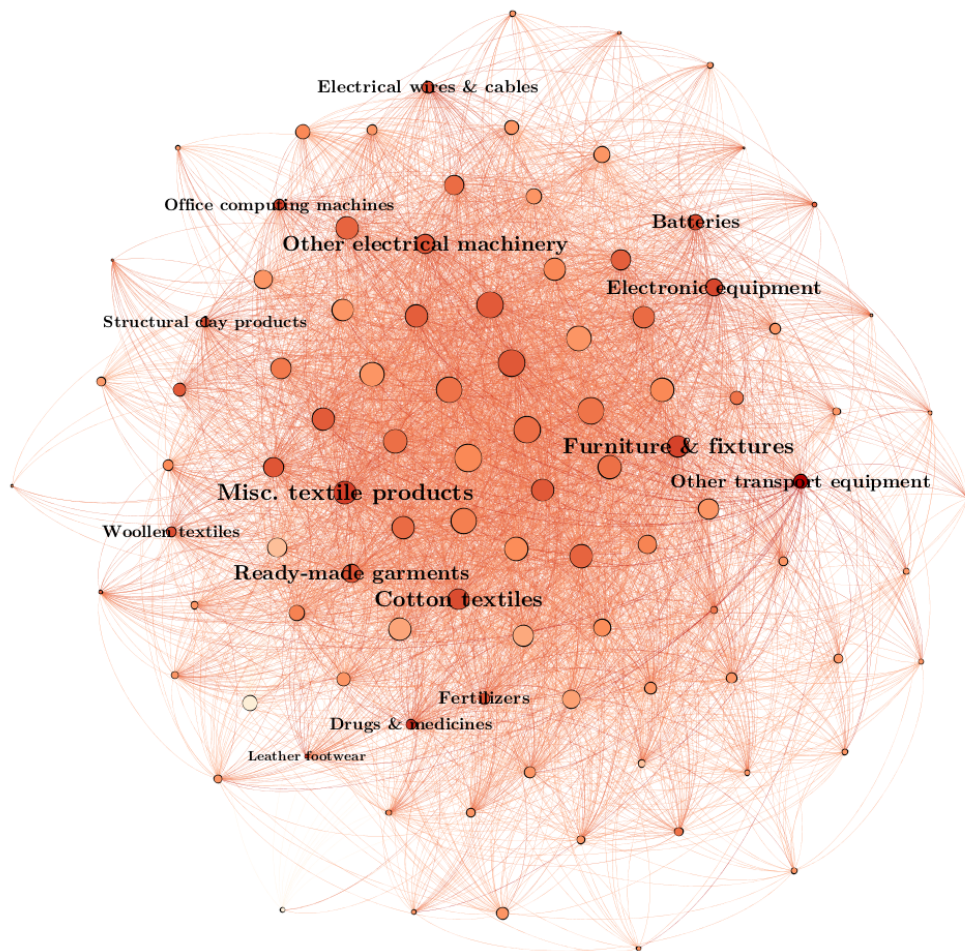 Electrical wires & cables
Office computing machines
Batteries
Other electrical machinery
Electronic equipment
Structural clay products
Furniture & fixtures
Other transport equipment
Misc. textile products
Woollen textiles
Ready-made garments
Cotton textiles
Fertilizers
Drugs & medicines
Leather footwear